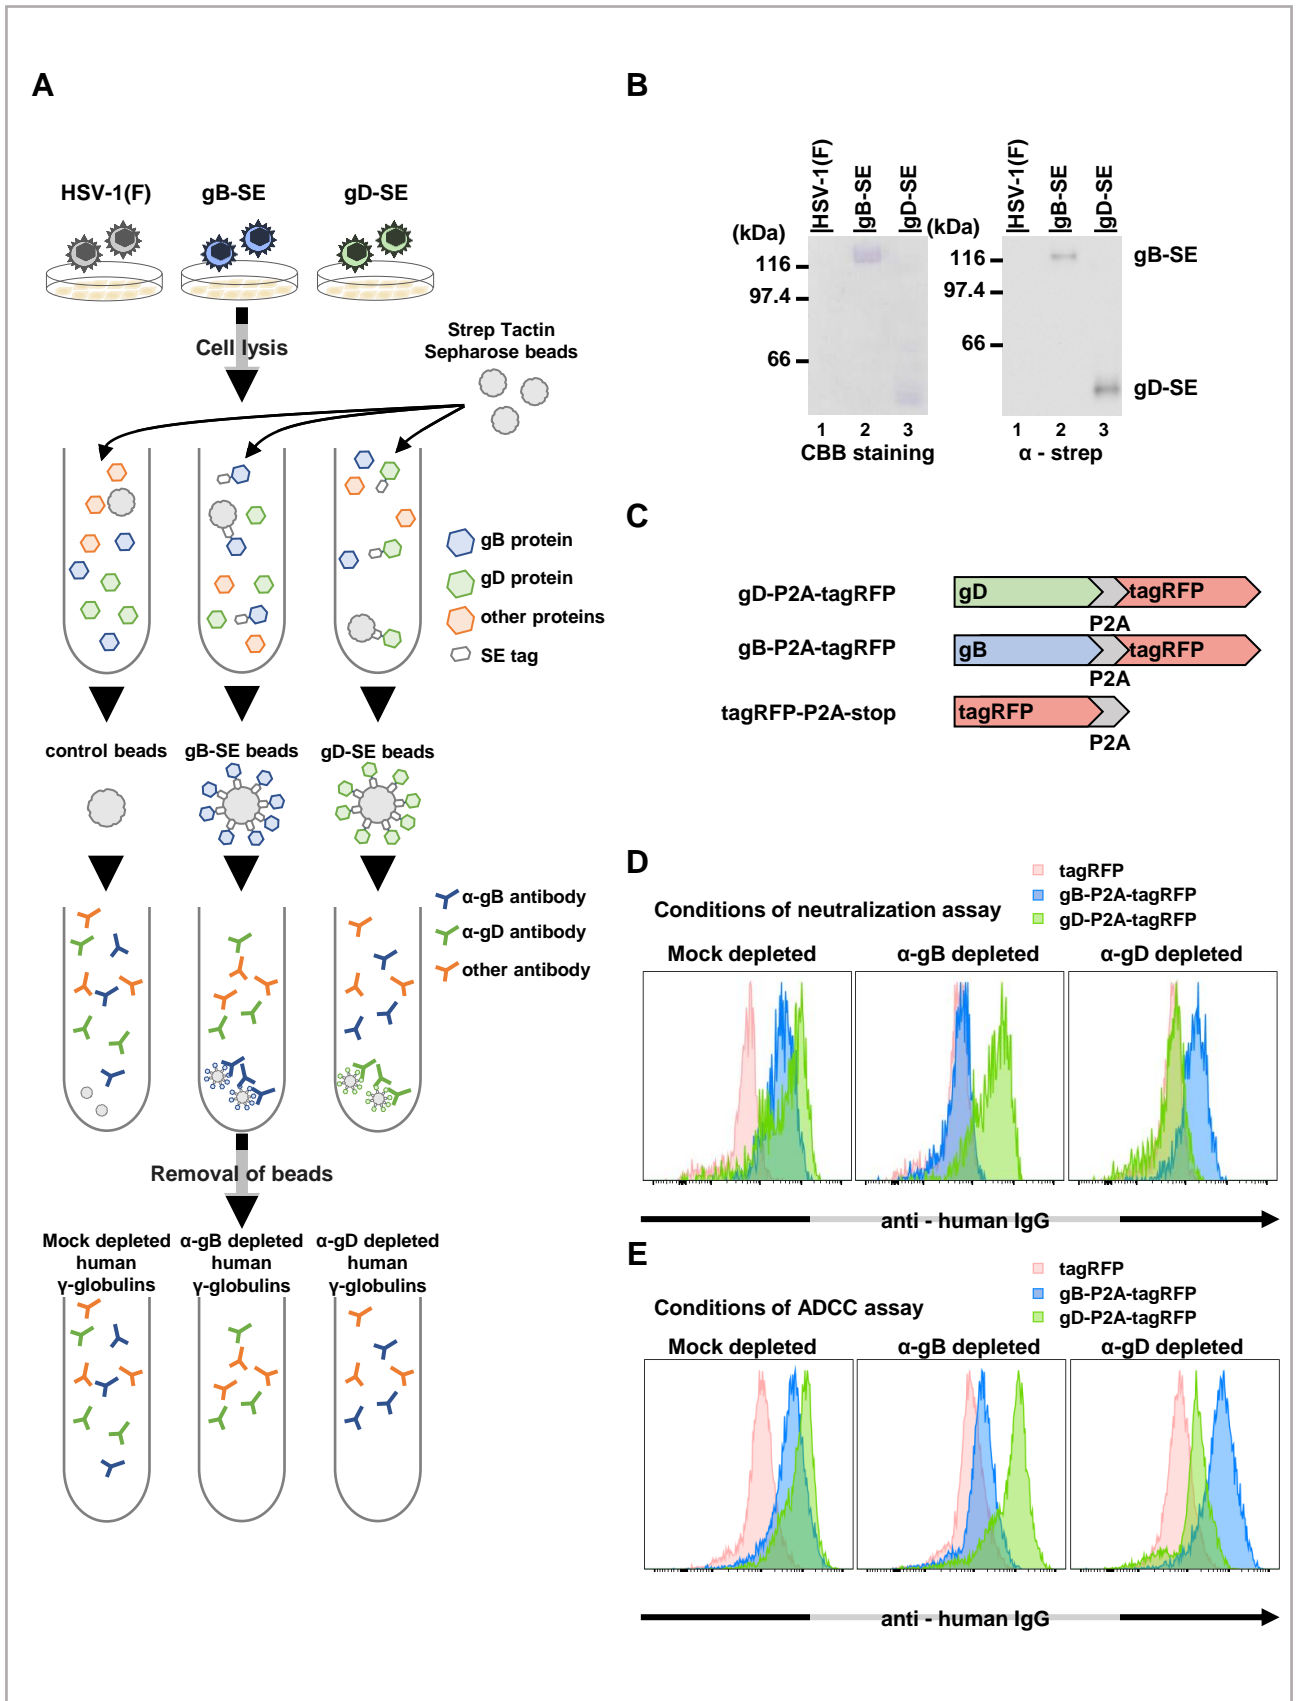 A
HSV-1(F)
gB-SE
gD-SE
Cell lysis
Strep Tactin
Sepharose beads
gB protein
gD protein
other proteins
SE tag
control beads
gB-SE beads
gD-SE beads
α-gB antibody
α-gD antibody
other antibody
Removal of beads
Mock depleted
human
γ-globulins
α-gB depleted
human
γ-globulins
α-gD depleted
human
γ-globulins
B
HSV-1(F)
gB-SE
gD-SE
(kDa)
116
97.4
66
1 2 3
CBB staining
HSV-1(F)
gB-SE
gD-SE
(kDa)
116
97.4
66
gB-SE
gD-SE
1 2 3
α - strep
C
gD-P2A-tagRFP
gD
tagRFP
P2A
gB-P2A-tagRFP
gB
tagRFP
P2A
tagRFP-P2A-stop
tagRFP
P2A
D
tagRFP
gB-P2A-tagRFP
gD-P2A-tagRFP
Conditions of neutralization assay
Mock depleted
α-gB depleted
α-gD depleted
anti - human IgG
E
tagRFP
gB-P2A-tagRFP
gD-P2A-tagRFP
Conditions of ADCC assay
Mock depleted
α-gB depleted
α-gD depleted
anti - human IgG